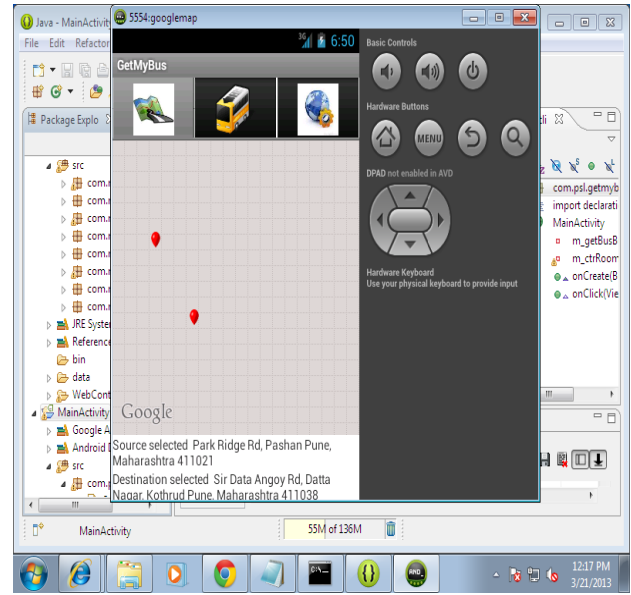 Java - MainActivity
5554:googlemap
File Edit Refactor
3G 6:50
GetMyBus
Basic Controls
Hardware Buttons
MENU
DPAD not enabled in AVD
Hardware Keyboard
Use your physical keyboard to provide input
Package Explo
src
com.r
com.r
com.r
com.r
com.r
com.r
com.r
com.r
JRE Syste
Reference
bin
data
WebCont
MainActivity
Google A
Android D
src
com.p
com.psl.getmyb
import declarati
MainActivity
m_getBusB
m_ctrRoom
onCreate(B
onClick(Vie
Google
Source selected Park Ridge Rd, Pashan Pune,
Maharashtra 411021
Destination selected Sir Data Angoy Rd, Datta
Nagar, Kothrud Pune, Maharashtra 411038
MainActivity
55M of 136M
12:17 PM
3/21/2013